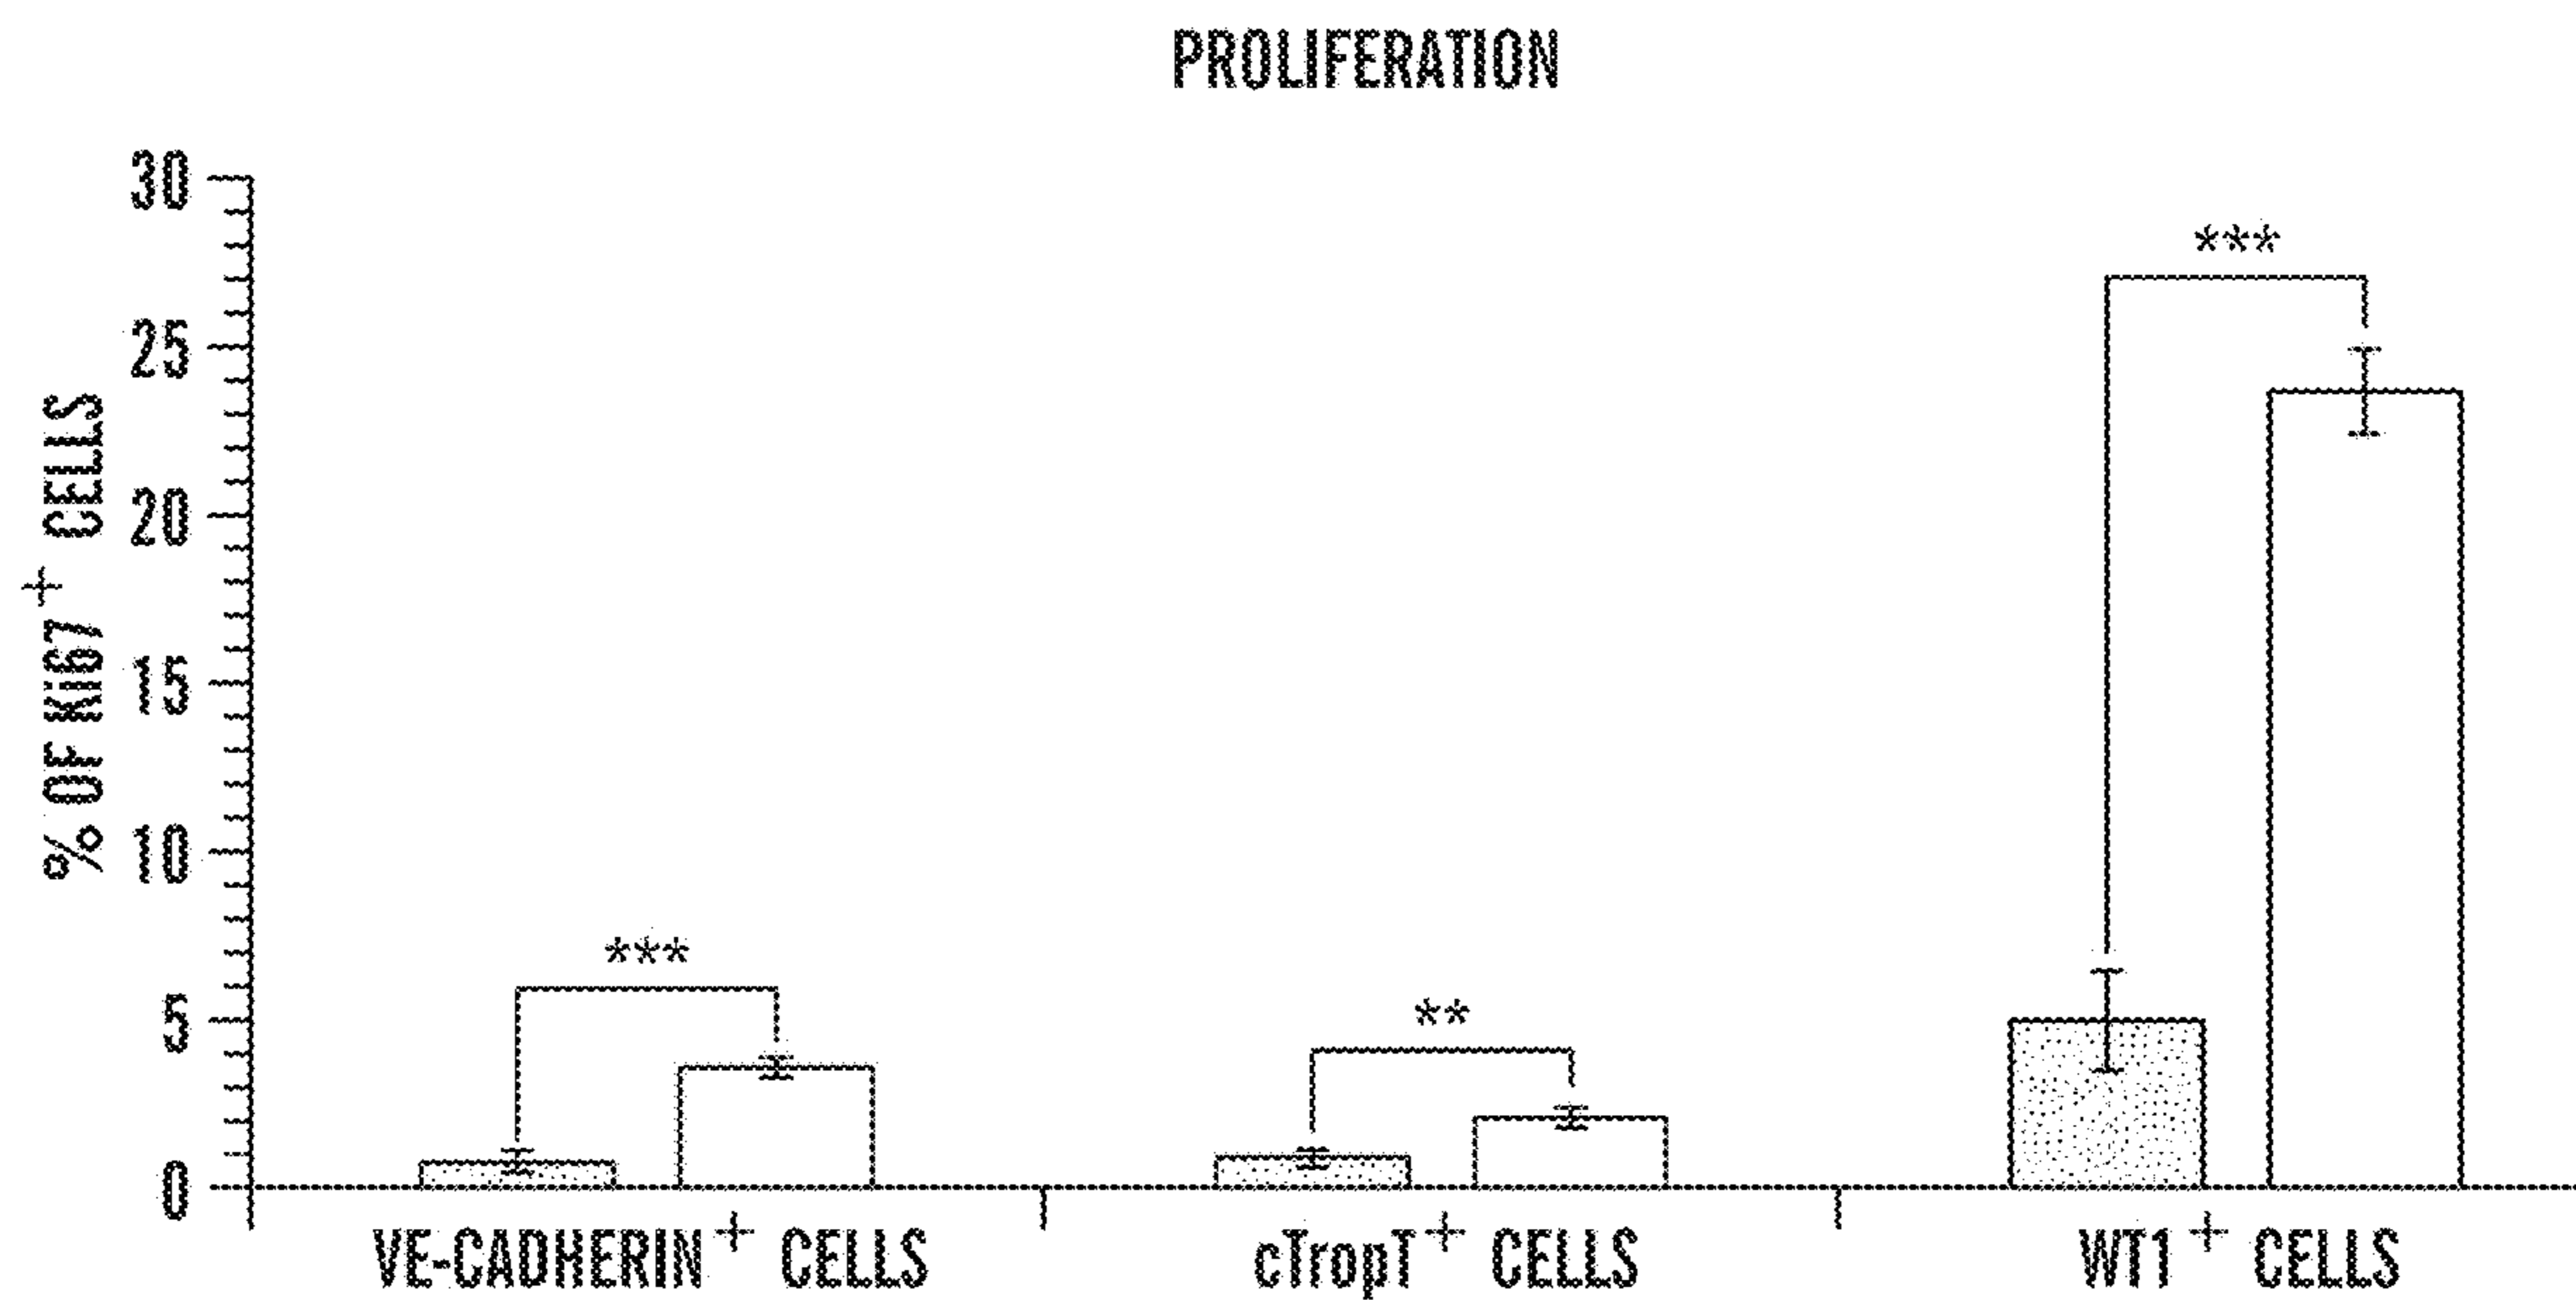 PROLIFERATION
% OF Ki67+ CELLS
30
25
20
15
10
5
0
***
**
***
VE-CADHERIN+ CELLS
cTropT+ CELLS
WT1+ CELLS